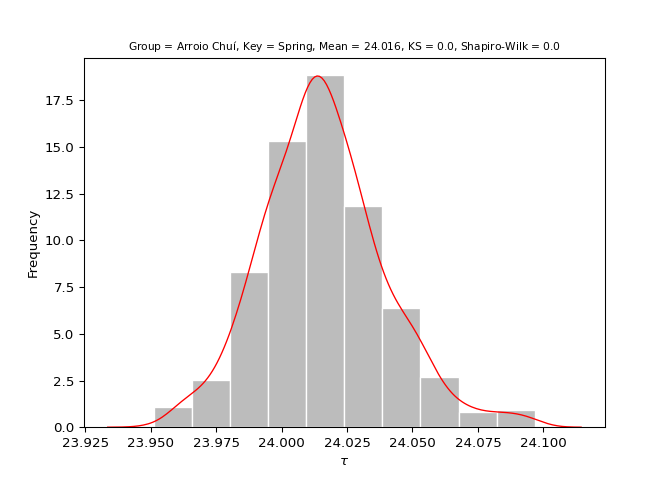 Group = Arroio Chuí, Key = Spring, Mean = 24.016, KS = 0.0, Shapiro-Wilk = 0.0
Frequency
17.5
15.0
12.5
10.0
7.5
5.0
2.5
0.0
23.925 23.950 23.975 24.000 24.025 24.050 24.075 24.100
τ